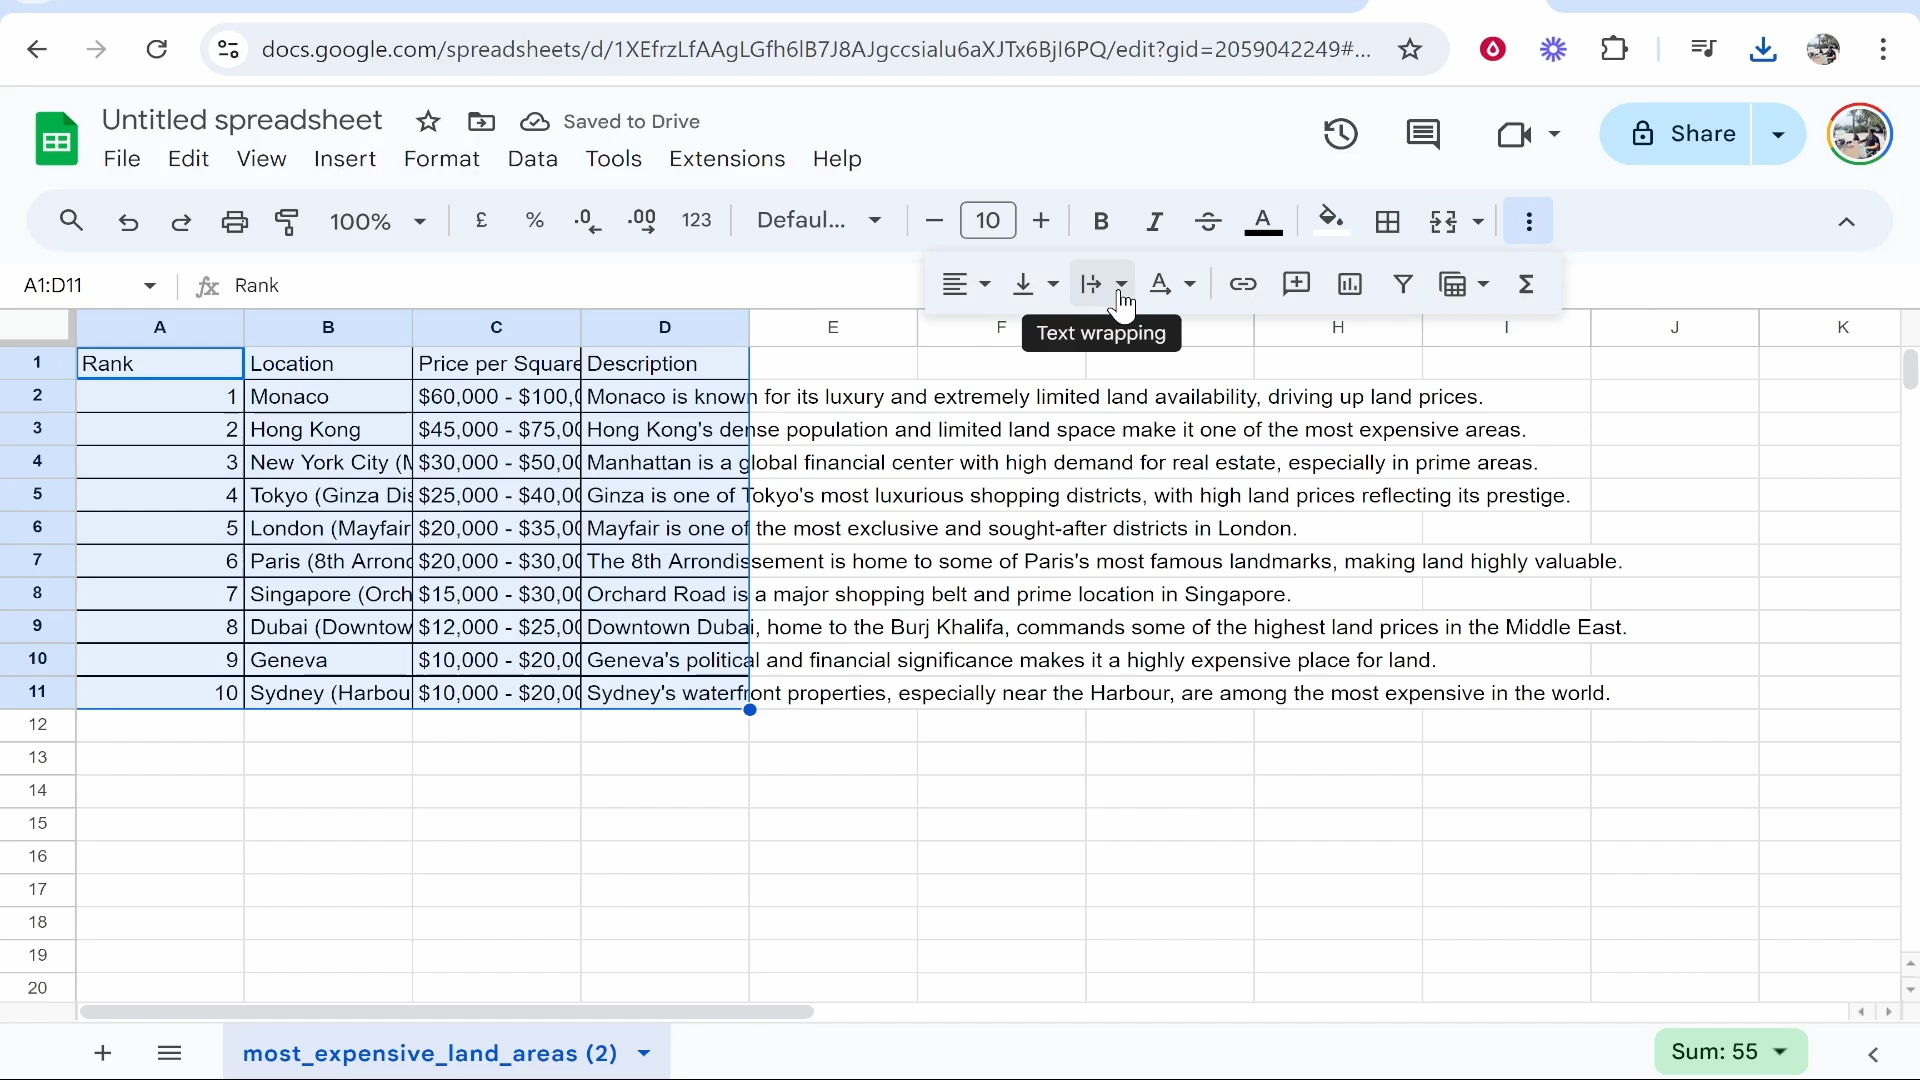 docs.google.com/spreadsheets/d/1XEfrzLfAAgLGfh6lB7J8AJgccsialu6aXJTx6BjI6PQ/edit?gid=2059042249#...
Untitled spreadsheet Saved to Drive
File Edit View Insert Format Data Tools Extensions Help
Share
100% £ % .0 .00 123 Defaul... 10 B I S A
A1:D11 fx Rank
Text wrapping
A B C D E F H I J K
1 Rank Location Price per Square Description
2 1 Monaco $60,000 - $100,0 Monaco is known for its luxury and extremely limited land availability, driving up land prices.
3 2 Hong Kong $45,000 - $75,00 Hong Kong's dense population and limited land space make it one of the most expensive areas.
4 3 New York City (M $30,000 - $50,00 Manhattan is a global financial center with high demand for real estate, especially in prime areas.
5 4 Tokyo (Ginza Dis $25,000 - $40,00 Ginza is one of Tokyo's most luxurious shopping districts, with high land prices reflecting its prestige.
6 5 London (Mayfair $20,000 - $35,00 Mayfair is one of the most exclusive and sought-after districts in London.
7 6 Paris (8th Arrond $20,000 - $30,00 The 8th Arrondissement is home to some of Paris's most famous landmarks, making land highly valuable.
8 7 Singapore (Orch $15,000 - $30,00 Orchard Road is a major shopping belt and prime location in Singapore.
9 8 Dubai (Downtow $12,000 - $25,00 Downtown Dubai, home to the Burj Khalifa, commands some of the highest land prices in the Middle East.
10 9 Geneva $10,000 - $20,00 Geneva's political and financial significance makes it a highly expensive place for land.
11 10 Sydney (Harbou $10,000 - $20,00 Sydney's waterfront properties, especially near the Harbour, are among the most expensive in the world.
12
13
14
15
16
17
18
19
20
most_expensive_land_areas (2) Sum: 55